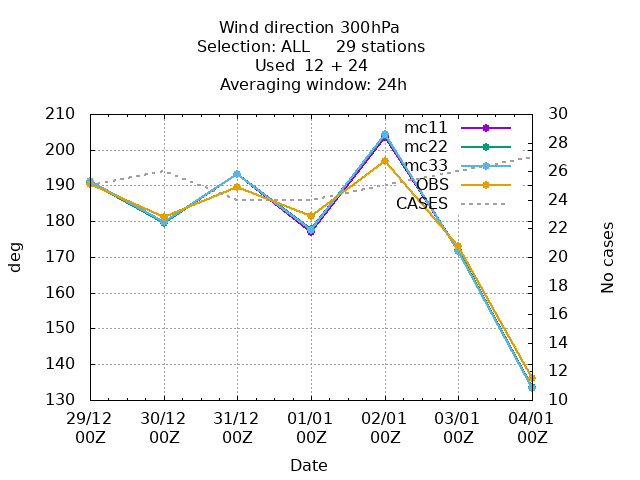 Wind direction 300hPa
Selection: ALL 29 stations
Used 12 + 24
Averaging window: 24h
210
200
190
180
170
160
150
140
130
deg
30
28
26
24
22
20
18
16
14
12
10
No cases
mc11
mc22
mc33
OBS
CASES
29/12 30/12 31/12 01/01 02/01 03/01 04/01
00Z 00Z 00Z 00Z 00Z 00Z 00Z
Date